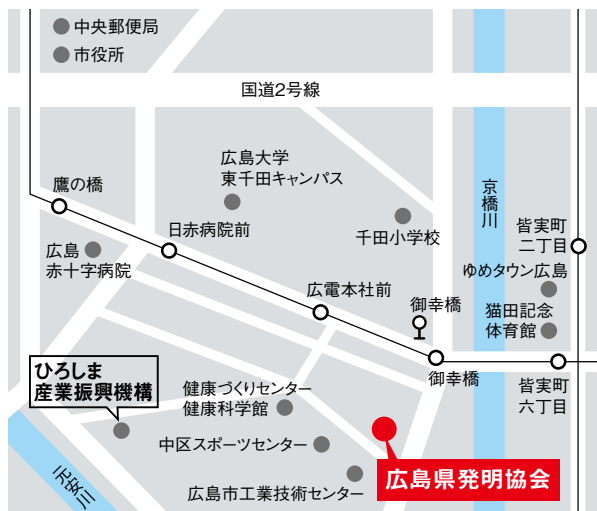 中央郵便局
市役所
国道2号線
広島大学
東千田キャンパス
鷹の橋
京橋川
日赤病院前
千田小学校
皆実町
二丁目
広島
赤十字病院
ゆめタウン広島
広電本社前
御幸橋
猫田記念
体育館
ひろしま
産業振興機構
御幸橋
皆実町
六丁目
健康づくりセンター
健康科学館
中区スポーツセンター
広島県発明協会
元安川
広島市工業技術センター